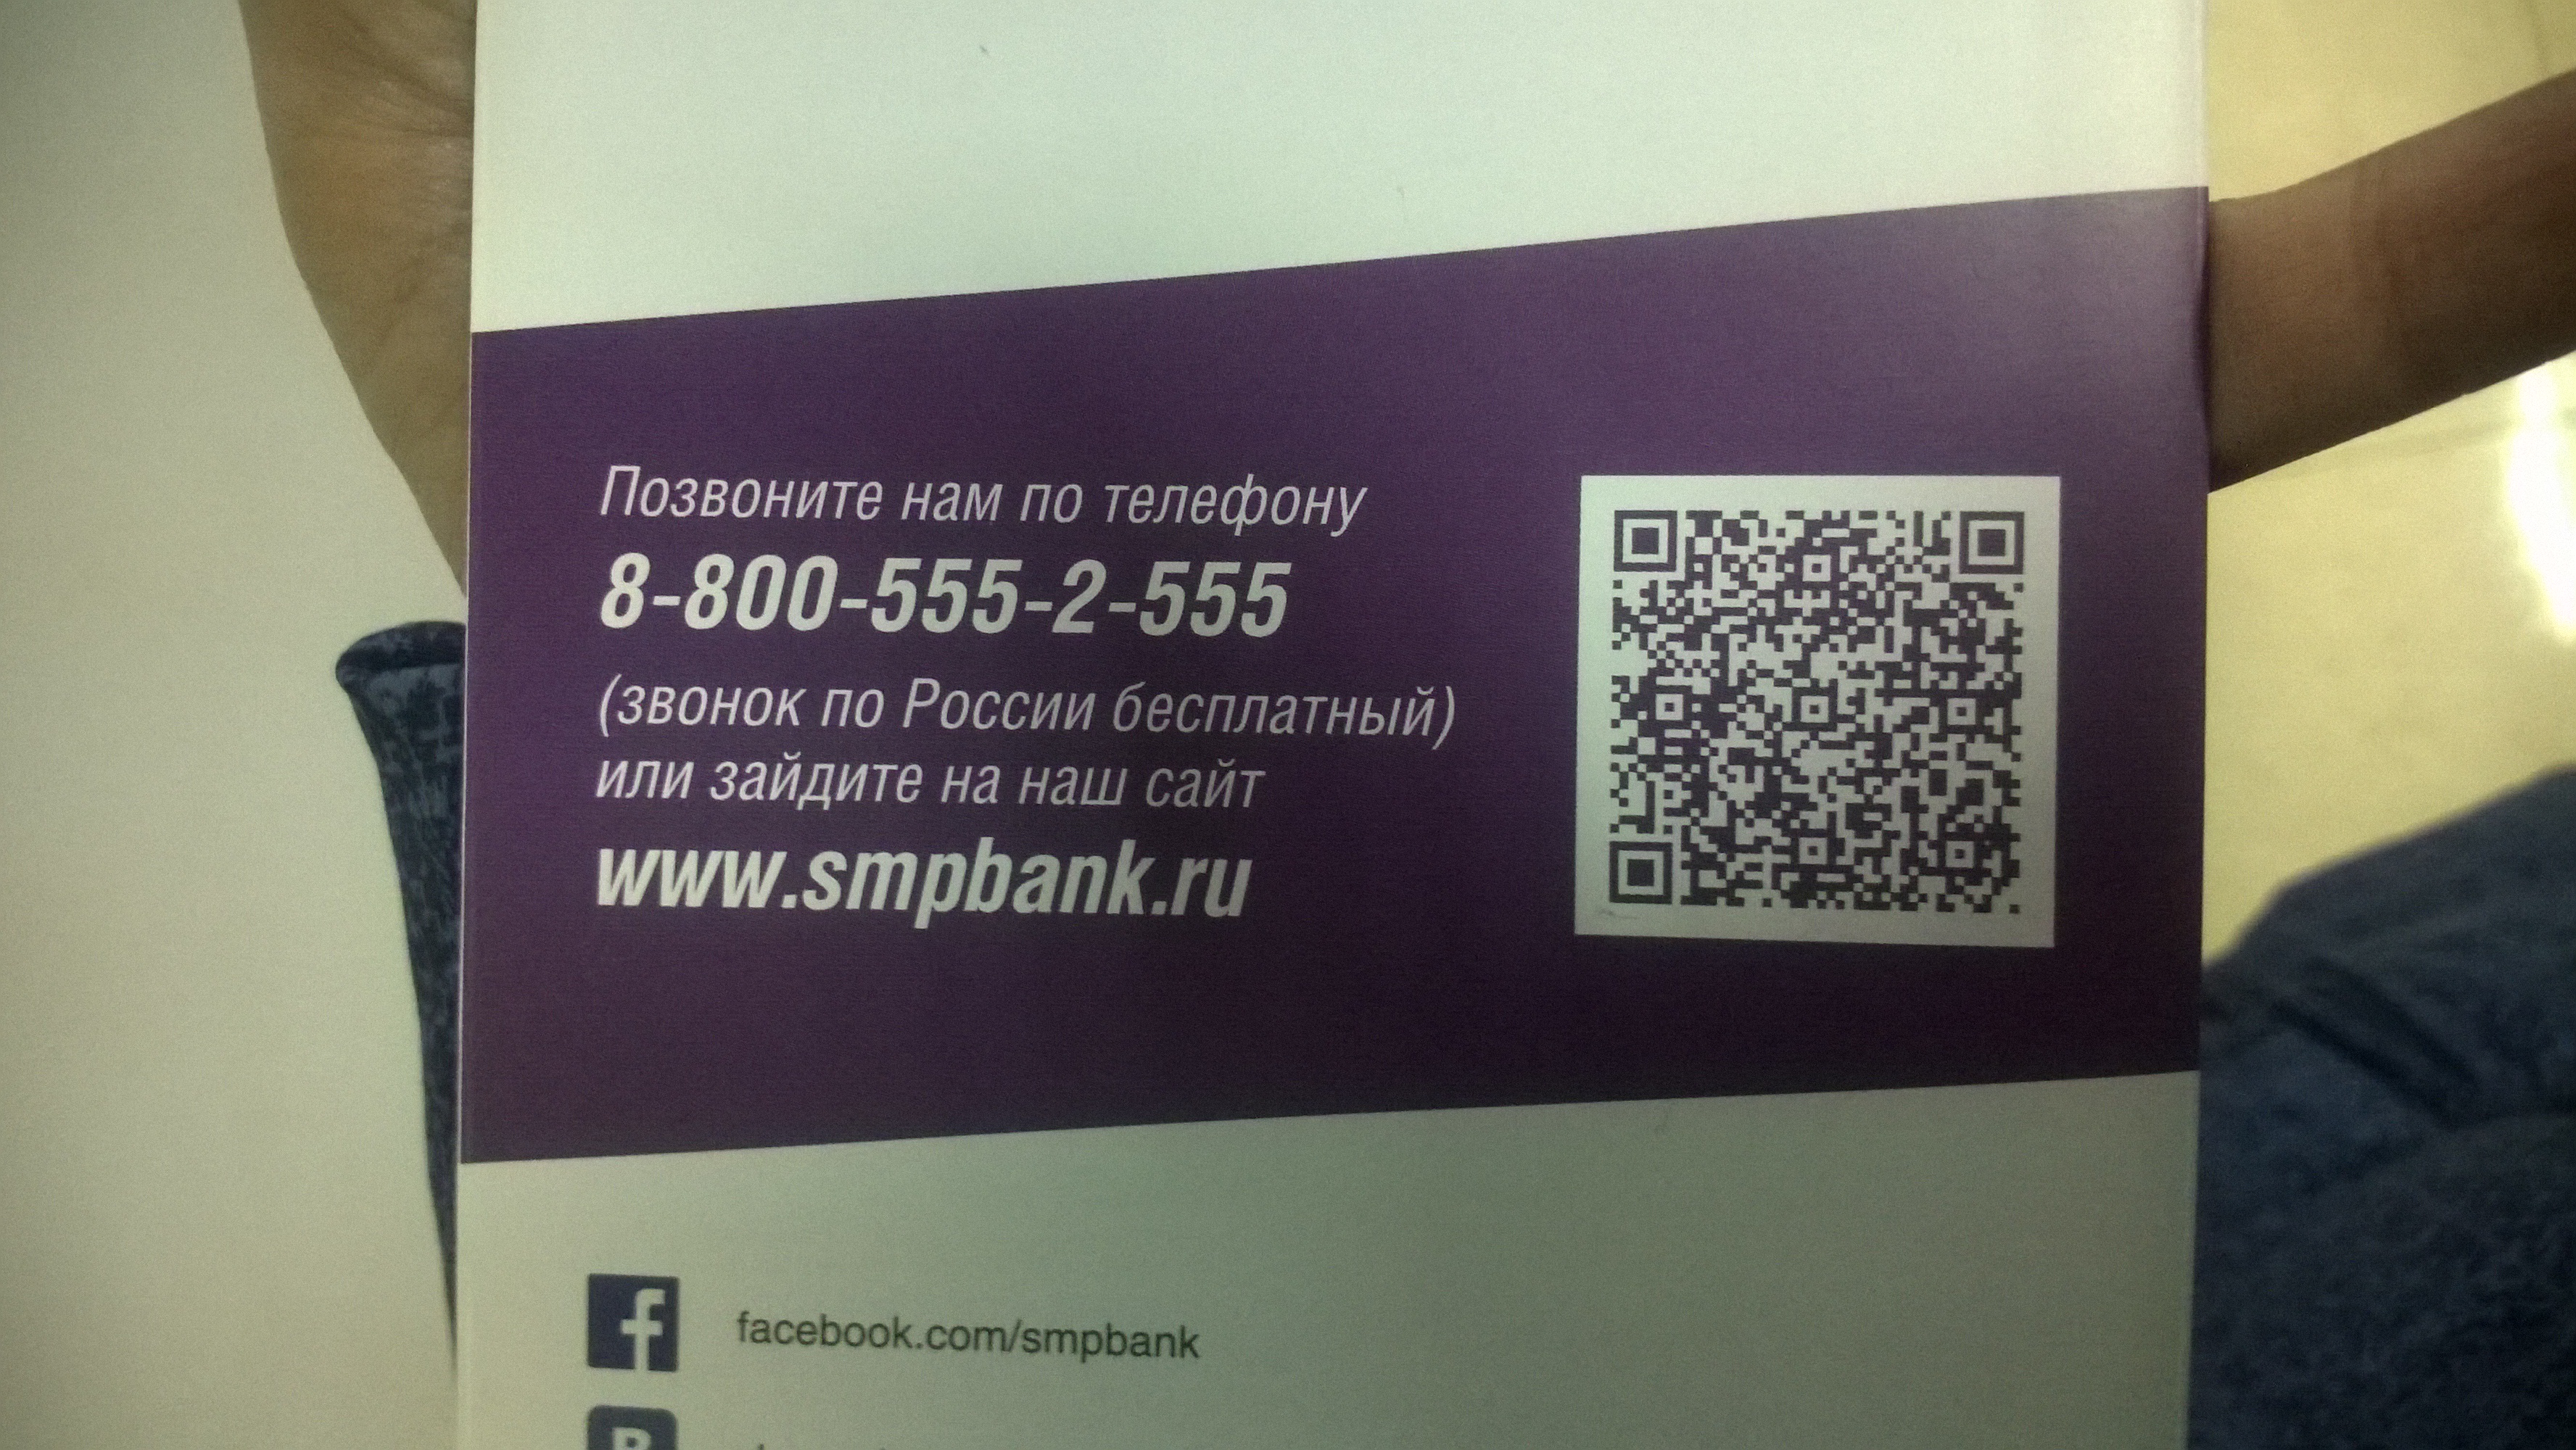 Позвоните нам по телефону
8-800-555-2-555
(звонок по России бесплатный)
или зайдите на наш сайт
www.smpbank.ru
facebook.com/smpbank